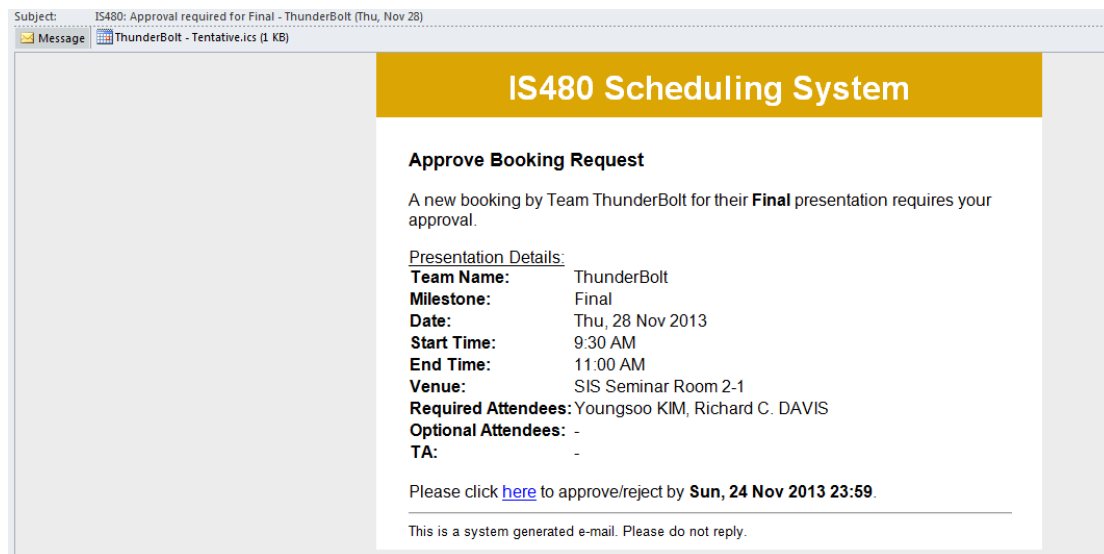 Subject: IS480: Approval required for Final - ThunderBolt (Thu, Nov 28)
Message ThunderBolt - Tentative.ics (1 KB)
IS480 Scheduling System
Approve Booking Request
A new booking by Team ThunderBolt for their Final presentation requires your
approval.
Presentation Details:
Team Name: ThunderBolt
Milestone: Final
Date: Thu, 28 Nov 2013
Start Time: 9:30 AM
End Time: 11:00 AM
Venue: SIS Seminar Room 2-1
Required Attendees: Youngsoo KIM, Richard C. DAVIS
Optional Attendees: -
TA: -
Please click here to approve/reject by Sun, 24 Nov 2013 23:59.
This is a system generated e-mail. Please do not reply.